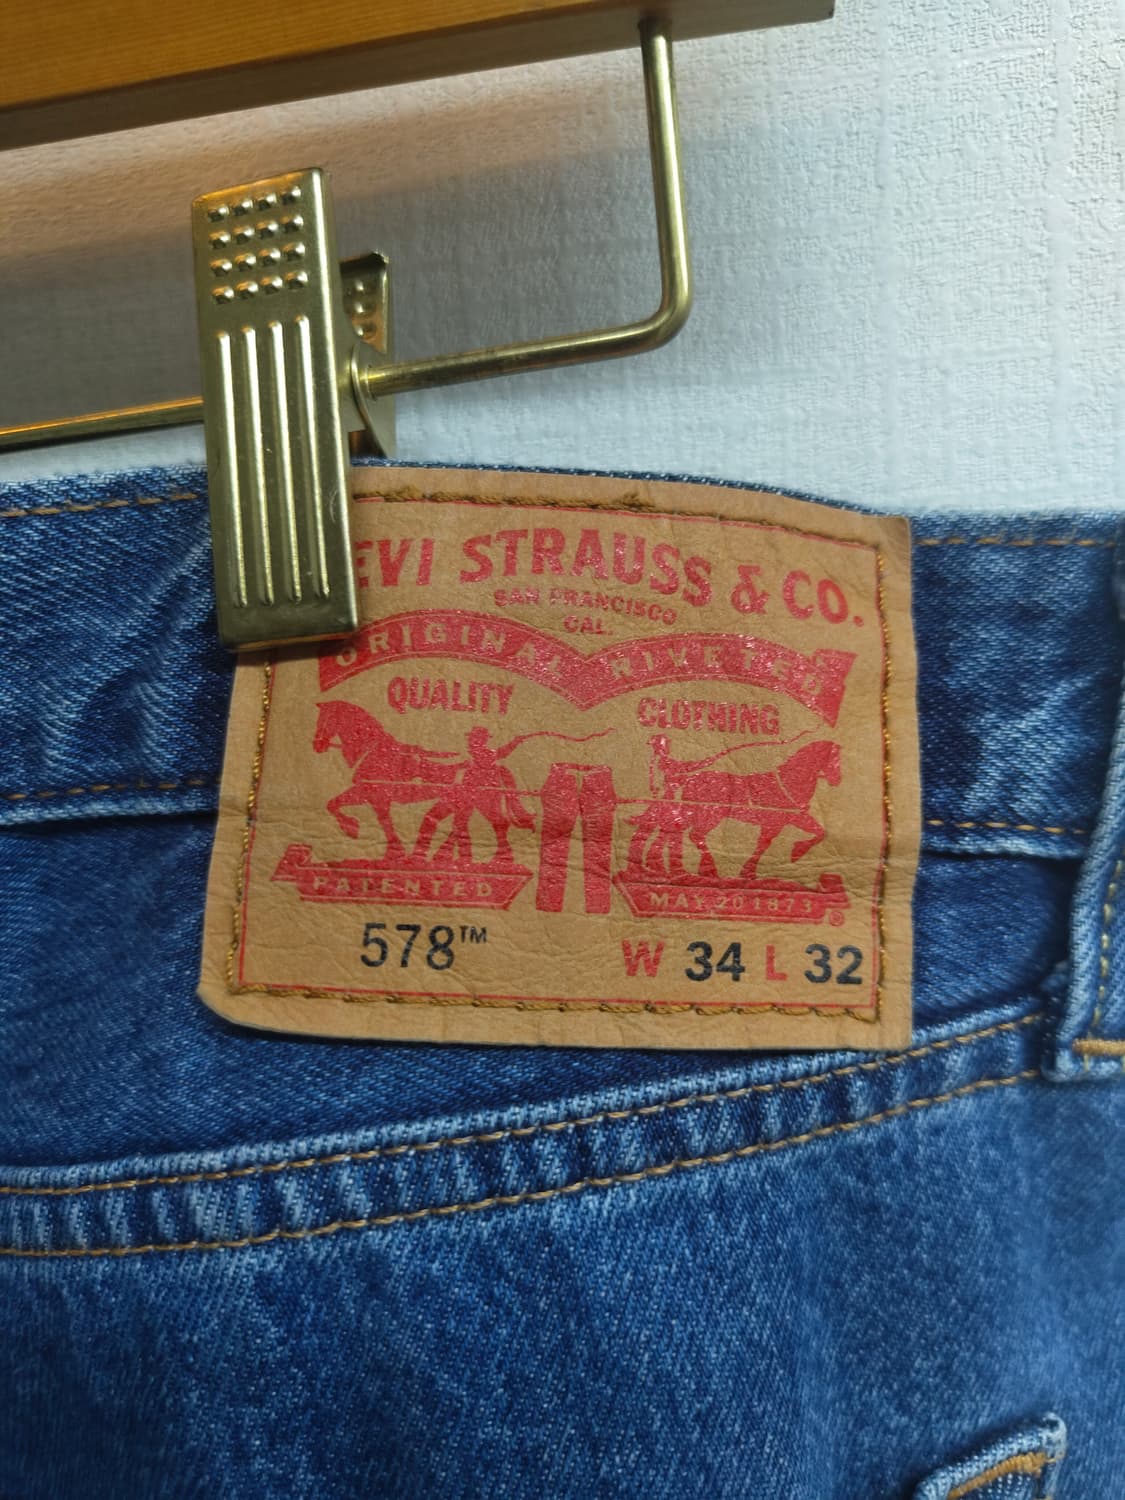 EVI STRAUSS & CO.
SAN FRANCISCO
CAL.
ORIGINAL RIVETED
QUALITY CLOTHING
PATENTED MAY 20 1873 ®
578™ W 34 L 32